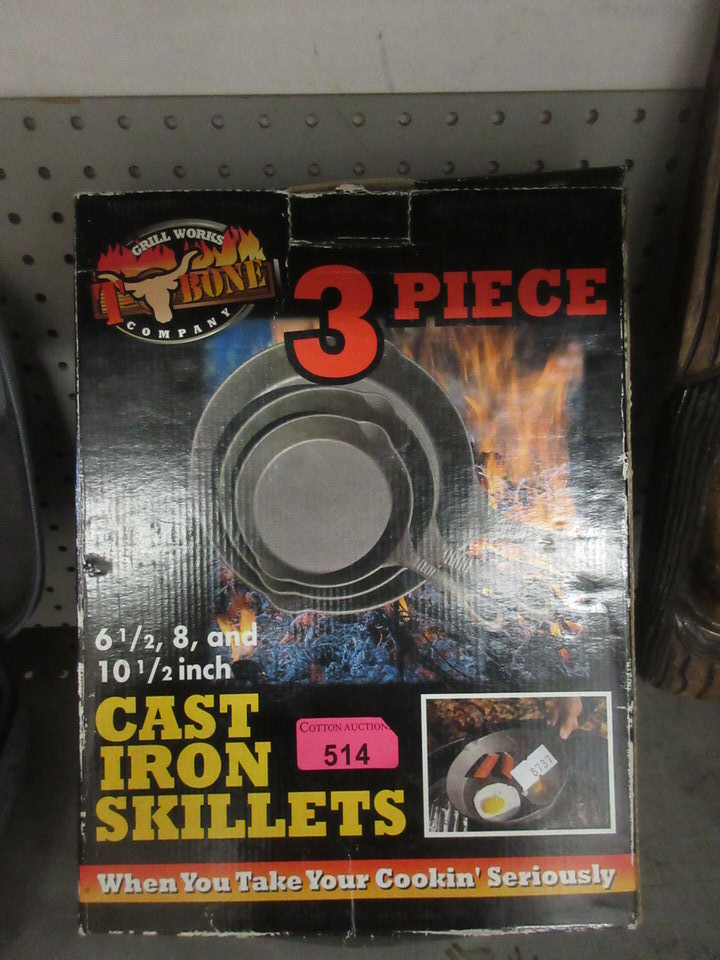 GRILL WORKS
T BONE
COMPANY
3 PIECE
6 1/2, 8, and
10 1/2 inch
CAST
IRON
SKILLETS
COTTON AUCTION
514
8737
When You Take Your Cookin' Seriously